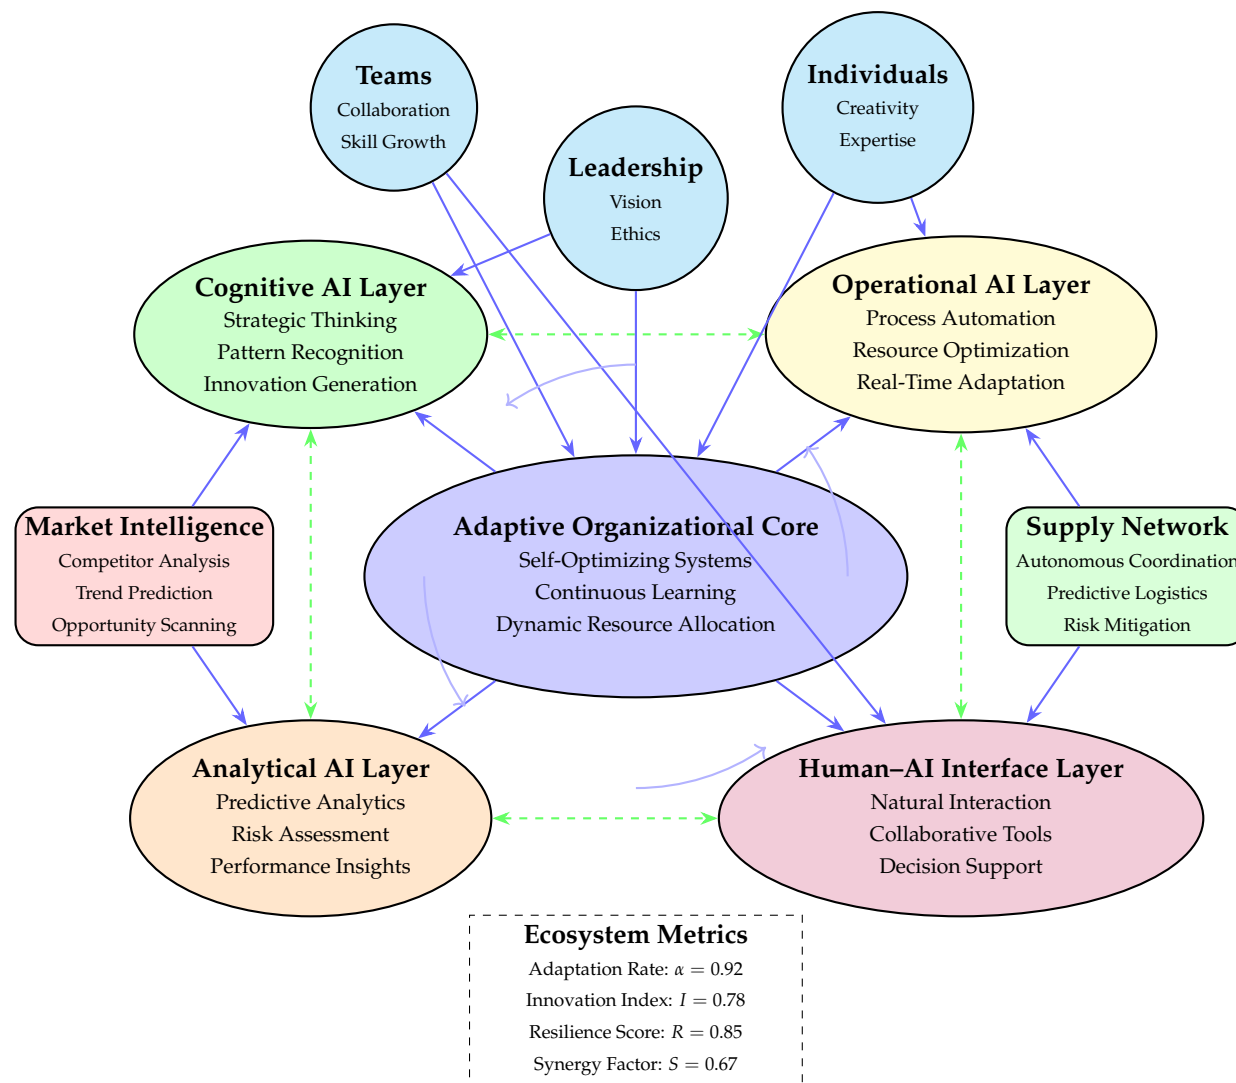 Teams
Collaboration
Skill Growth
Individuals
Creativity
Expertise
Leadership
Vision
Ethics
Cognitive AI Layer
Strategic Thinking
Pattern Recognition
Innovation Generation
Operational AI Layer
Process Automation
Resource Optimization
Real-Time Adaptation
Market Intelligence
Competitor Analysis
Trend Prediction
Opportunity Scanning
Adaptive Organizational Core
Self-Optimizing Systems
Continuous Learning
Dynamic Resource Allocation
Supply Network
Autonomous Coordination
Predictive Logistics
Risk Mitigation
Analytical AI Layer
Predictive Analytics
Risk Assessment
Performance Insights
Human–AI Interface Layer
Natural Interaction
Collaborative Tools
Decision Support
Ecosystem Metrics
Adaptation Rate: α = 0.92
Innovation Index: I = 0.78
Resilience Score: R = 0.85
Synergy Factor: S = 0.67